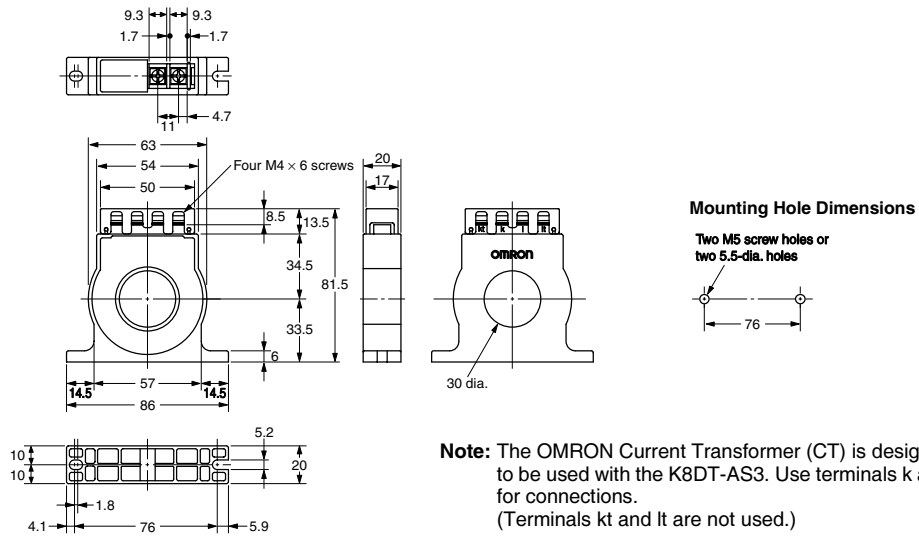 9.3 9.3
1.7 1.7
11
4.7
63
54
50
Four M4 × 6 screws
8.5
13.5
34.5
81.5
33.5
6
14.5 57 14.5
86
20
17
kt k l lt
OMRON
30 dia.
Mounting Hole Dimensions
Two M5 screw holes or
two 5.5-dia. holes
76
10
10
5.2
20
1.8
4.1 76 5.9
Note: The OMRON Current Transformer (CT) is desig
to be used with the K8DT-AS3. Use terminals k a
for connections.
(Terminals kt and lt are not used.)